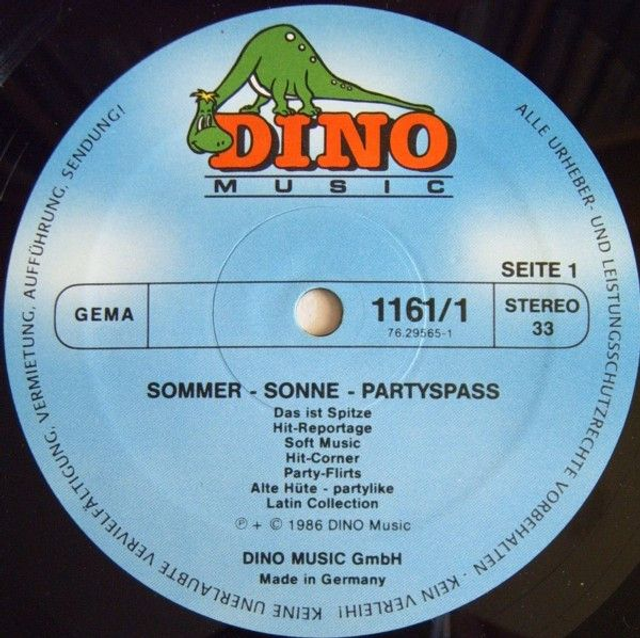 DINO
MUSIC
SEITE 1
GEMA
1161/1
76.29565-1
STEREO
33
SOMMER - SONNE - PARTYSPASS
Das ist Spitze
Hit-Reportage
Soft Music
Hit-Corner
Party-Flirts
Alte Hüte - partylike
Latin Collection
℗ + © 1986 DINO Music
DINO MUSIC GmbH
Made in Germany
ALLE URHEBER- UND LEISTUNGSSCHUTZRECHTE VORBEHALTEN - KEIN VERLEIH! KEINE UNERLAUBTE VERVIELFÄLTIGUNG, VERMIETUNG, AUFFÜHRUNG, SENDUNG!